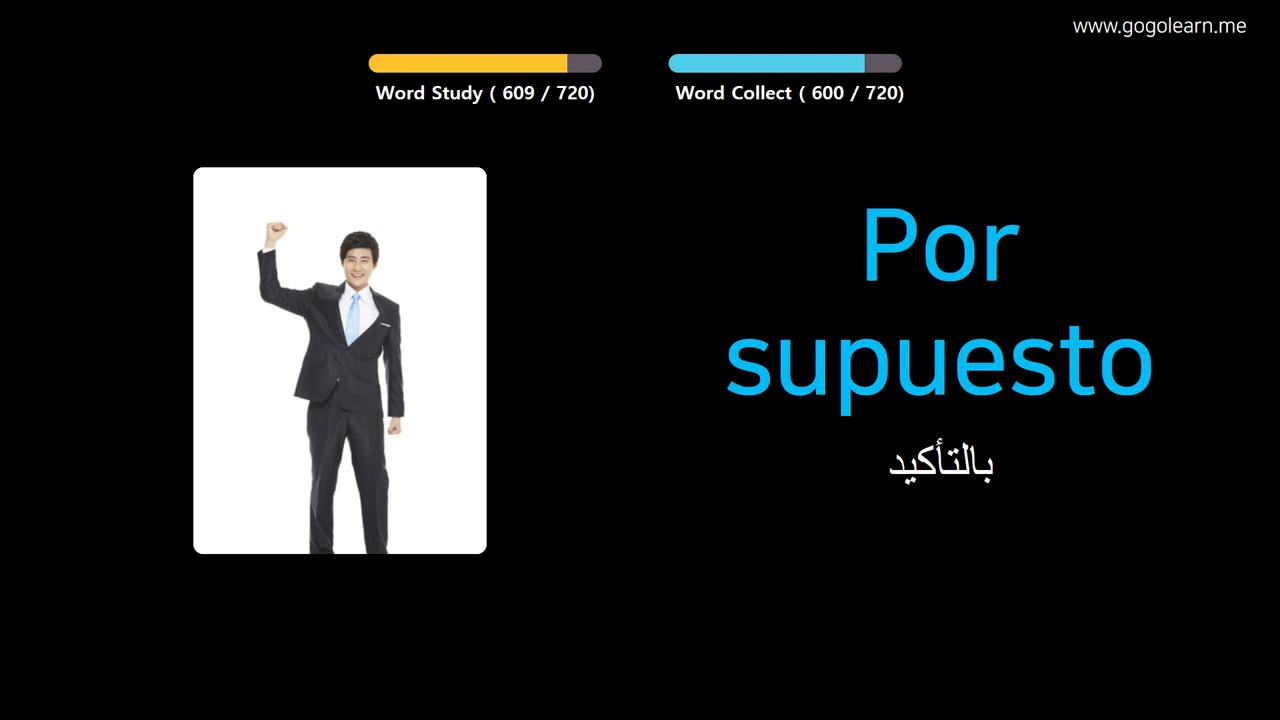 www.gogolearn.me
Word Study ( 609 / 720)
Word Collect ( 600 / 720)
Por
supuesto
بالتأكيد